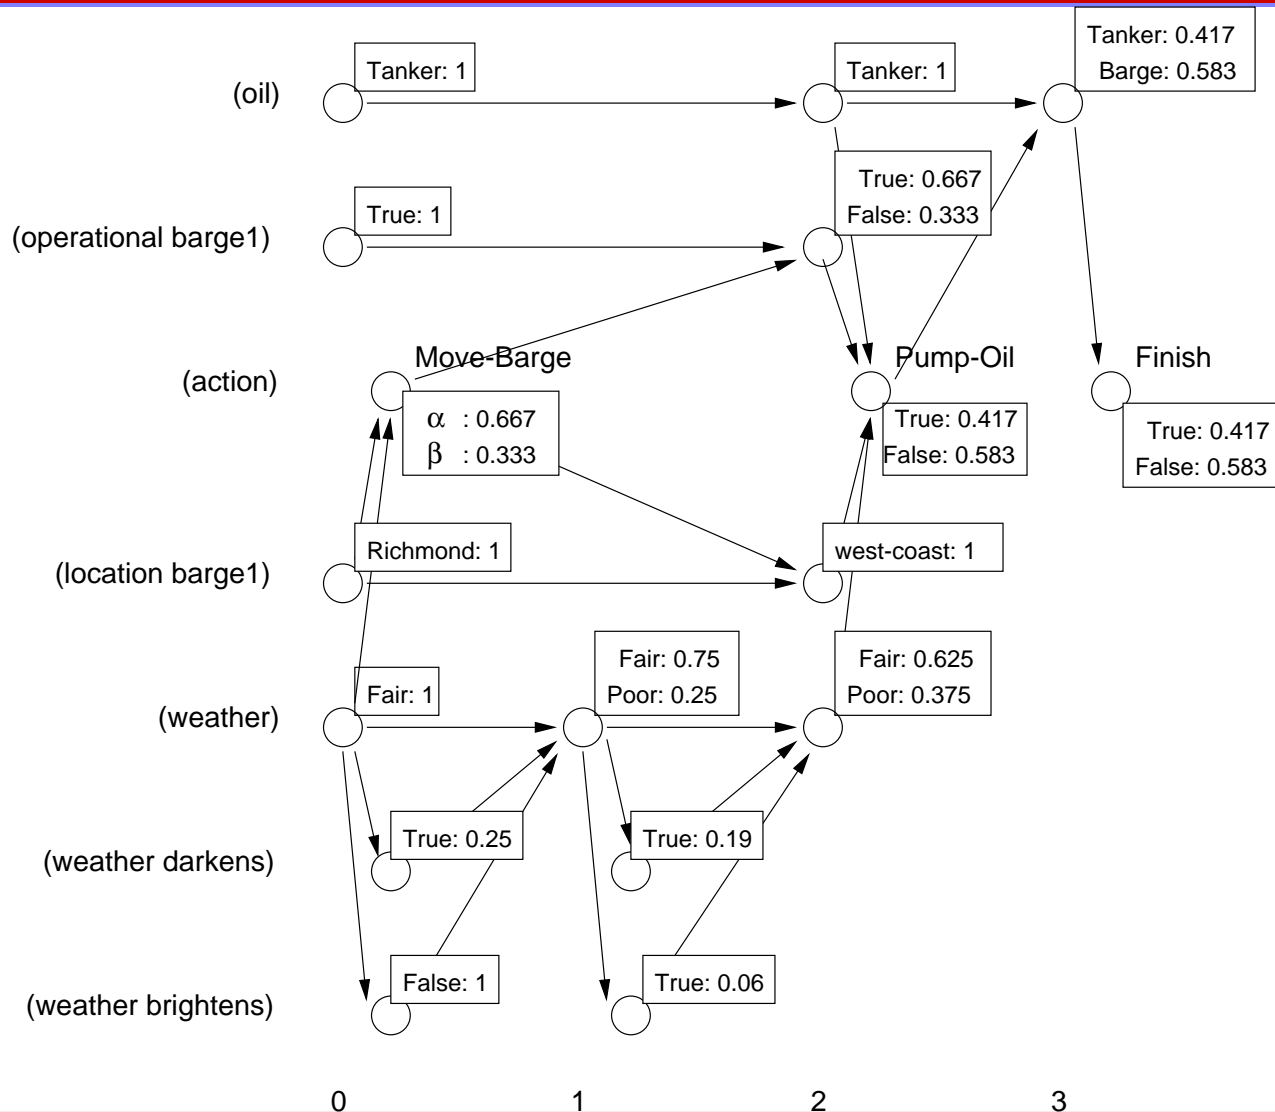 Tanker: 0.417
Barge: 0.583
(oil)
Tanker: 1
Tanker: 1
True: 0.667
False: 0.333
(operational barge1)
True: 1
(action)
Move-Barge
Pump-Oil
Finish
α : 0.667
β : 0.333
True: 0.417
False: 0.583
True: 0.417
False: 0.583
(location barge1)
Richmond: 1
west-coast: 1
(weather)
Fair: 1
Fair: 0.75
Poor: 0.25
Fair: 0.625
Poor: 0.375
(weather darkens)
True: 0.25
True: 0.19
(weather brightens)
False: 1
True: 0.06
0 1 2 3